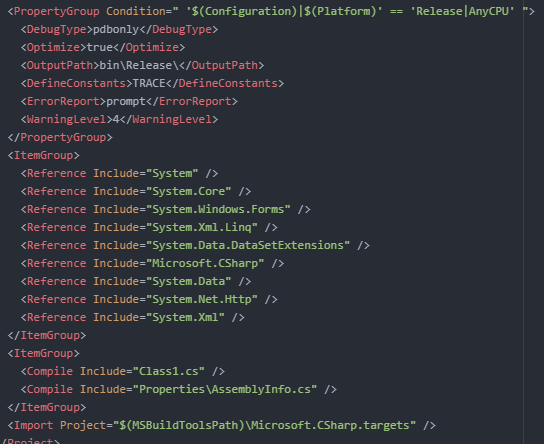 <PropertyGroup Condition=" '$(Configuration)|$(Platform)' == 'Release|AnyCPU' ">
<DebugType>pdbonly</DebugType>
<Optimize>true</Optimize>
<OutputPath>bin\Release\</OutputPath>
<DefineConstants>TRACE</DefineConstants>
<ErrorReport>prompt</ErrorReport>
<WarningLevel>4</WarningLevel>
</PropertyGroup>
<ItemGroup>
<Reference Include="System" />
<Reference Include="System.Core" />
<Reference Include="System.Windows.Forms" />
<Reference Include="System.Xml.Linq" />
<Reference Include="System.Data.DataSetExtensions" />
<Reference Include="Microsoft.CSharp" />
<Reference Include="System.Data" />
<Reference Include="System.Net.Http" />
<Reference Include="System.Xml" />
</ItemGroup>
<ItemGroup>
<Compile Include="Class1.cs" />
<Compile Include="Properties\AssemblyInfo.cs" />
</ItemGroup>
<Import Project="$(MSBuildToolsPath)\Microsoft.CSharp.targets" />
/Project>